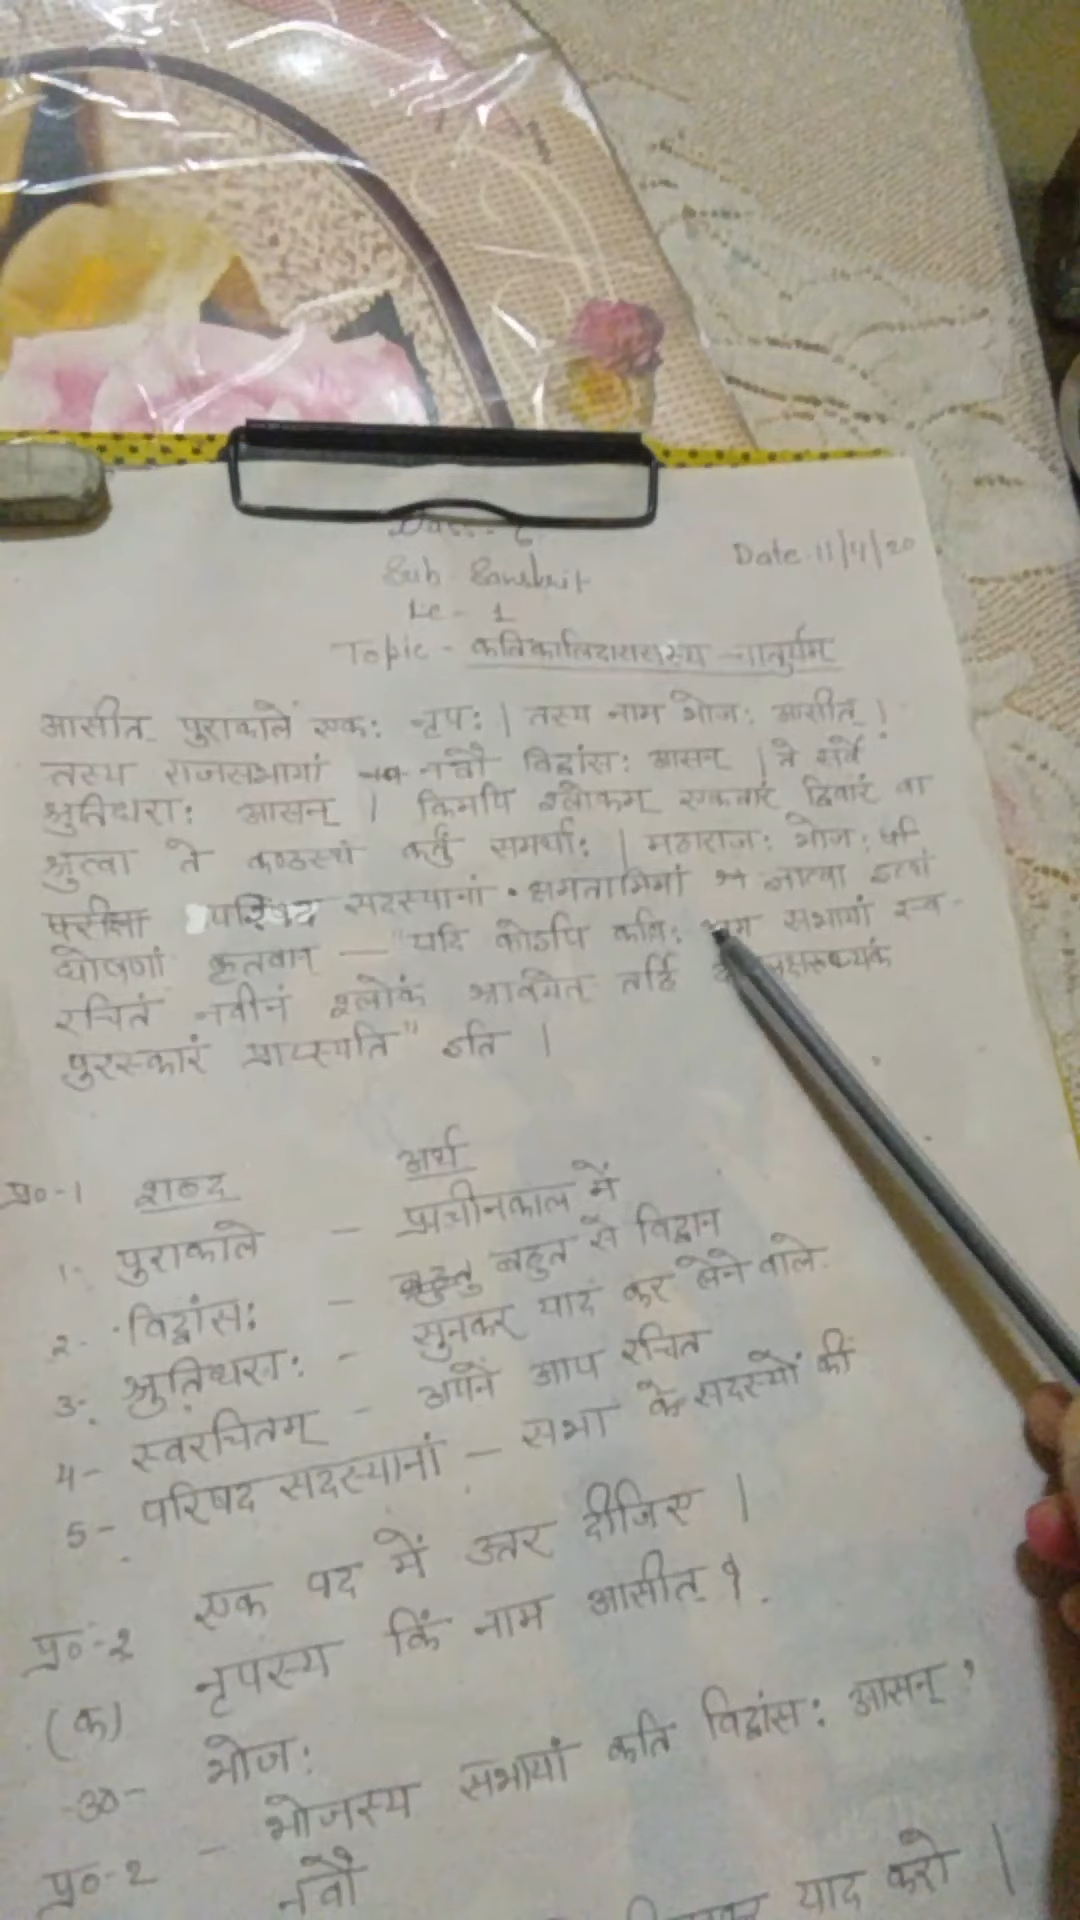 Sub Sanskrit
Date 11/4/20
Le - 1
Topic - कविकालिदासस्य चातुर्यम्
आसीत् पुराकाले एक: नृप: | तस्य नाम भोज: आसीत् |
तस्य राजसभायां नवौ विद्वांस: आसन् | ते सर्वे
श्रुतिधरा: आसन् | किमपि श्लोकम् एकवारं द्विवारं वा
श्रुत्वा ते कण्ठस्थं कर्तुं समर्था: | महाराज: भोज:
परिषद सदस्यानां क्षमतामिमां ज्ञात्वा इत्थं
घोषणां कृतवान् — "यदि कोऽपि कवि: मम सभायां स्व-
रचितं नवीनं श्लोकं श्रावयेत् तर्हि
पुरस्कारं प्राप्स्यति" इति |
प्र०-1 शब्द अर्थ
1- पुराकाले - प्राचीनकाल में
2- विद्वांस: - बहुत से विद्वान
3- श्रुतिधरा: - सुनकर याद कर लेने वाले
4- स्वरचितम् - अपने आप रचित
5- परिषद सदस्यानां - सभा के सदस्यों की
प्र०-2 एक पद में उत्तर दीजिए |
(क) नृपस्य किं नाम आसीत् ?
उ०- भोज:
प्र०-2 - भोजस्य सभायां कति विद्वांस: आसन् ?
नवौ
याद करो |